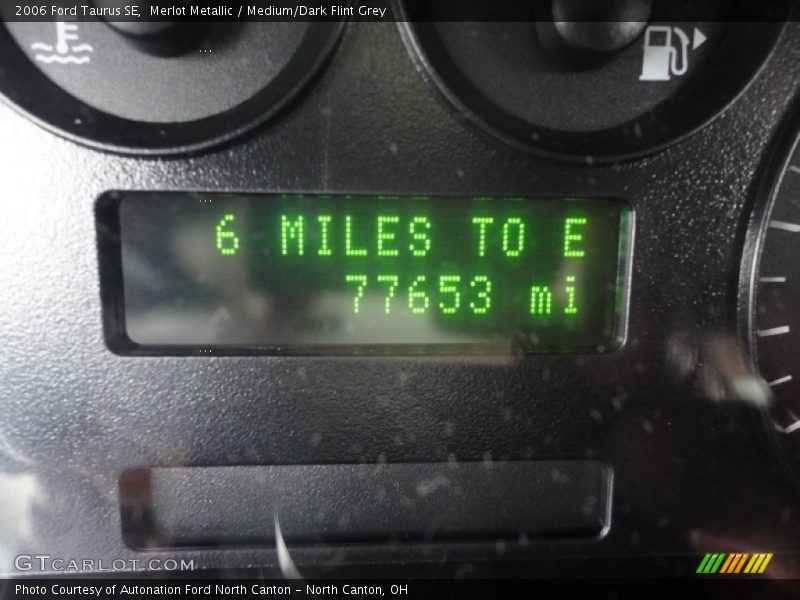 2006 Ford Taurus SE, Merlot Metallic / Medium/Dark Flint Grey
6 MILES TO E
77653 mi
GTCARLOT.COM
Photo Courtesy of Autonation Ford North Canton - North Canton, OH